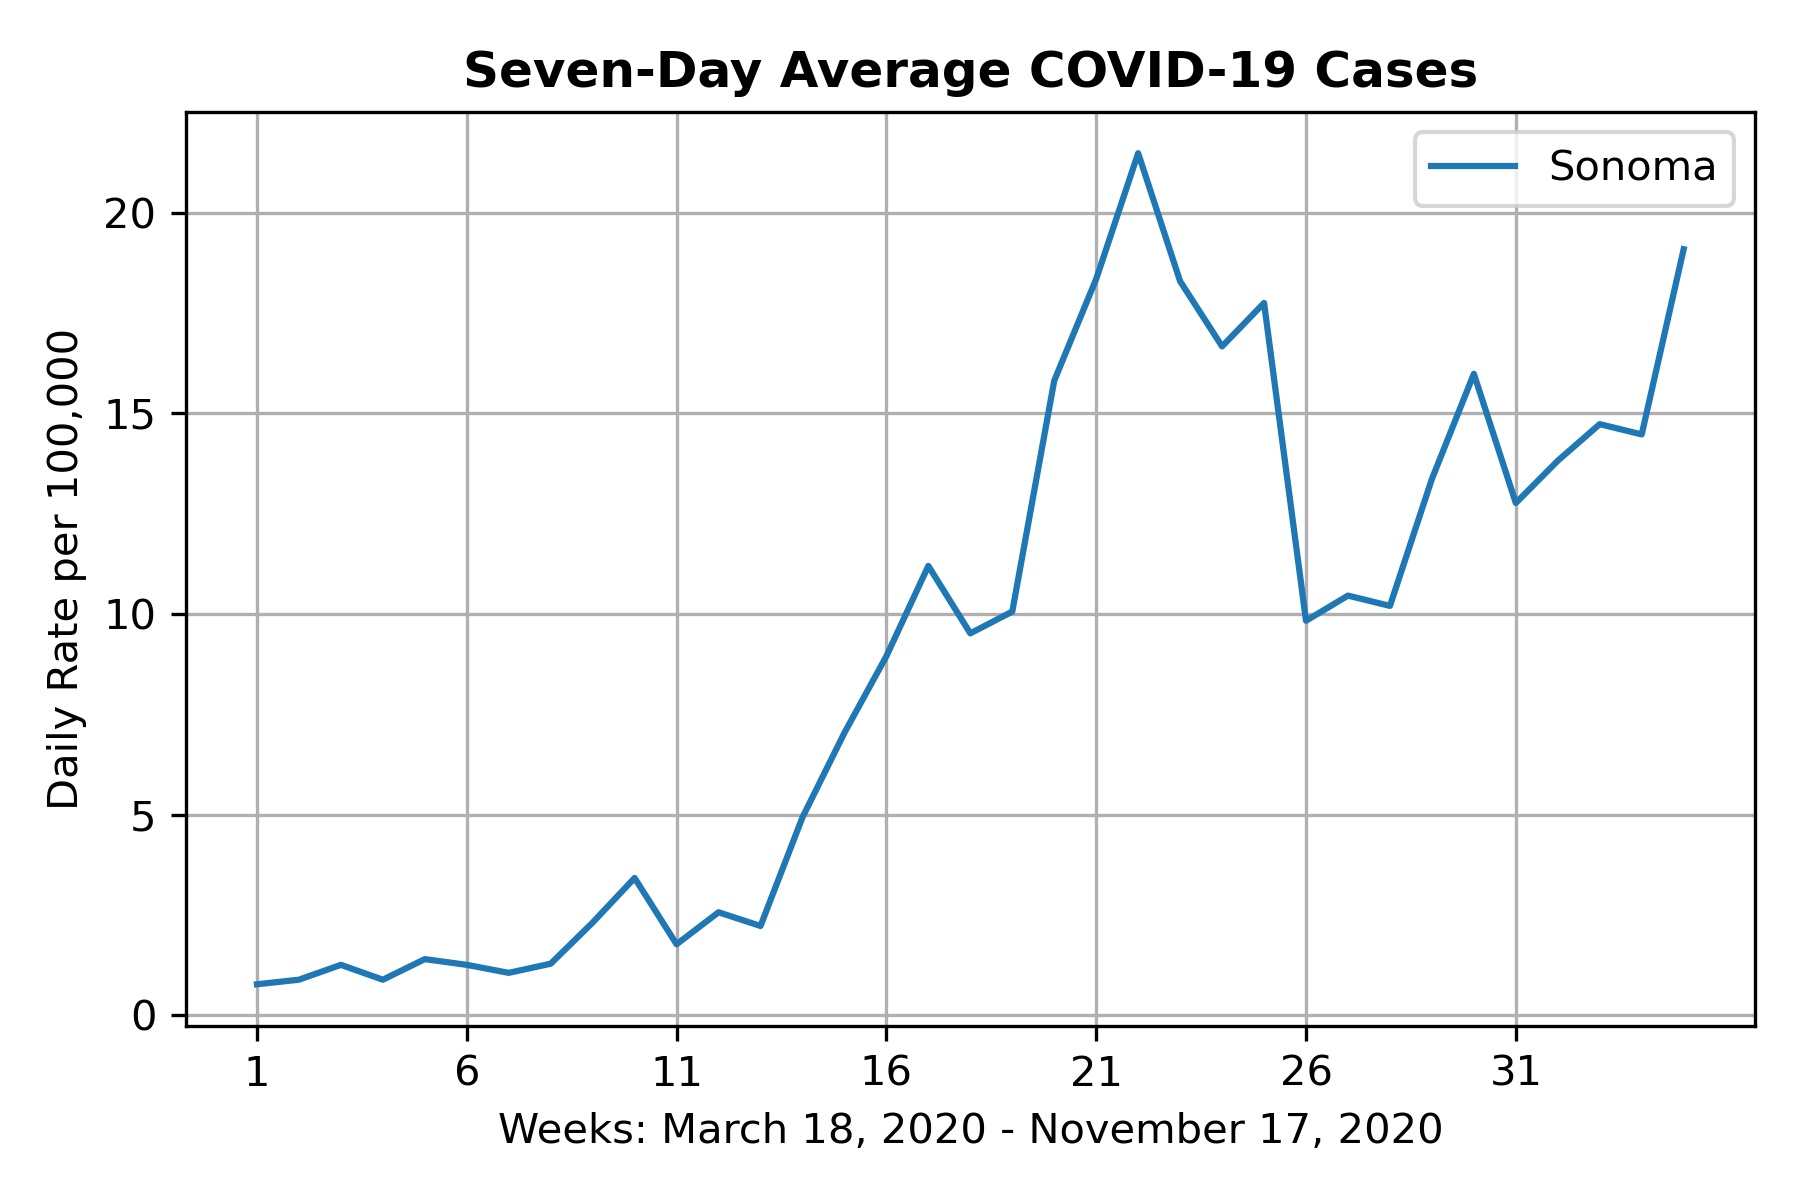 Seven-Day Average COVID-19 Cases
Sonoma
Daily Rate per 100,000
20
15
10
5
0
1 6 11 16 21 26 31
Weeks: March 18, 2020 - November 17, 2020